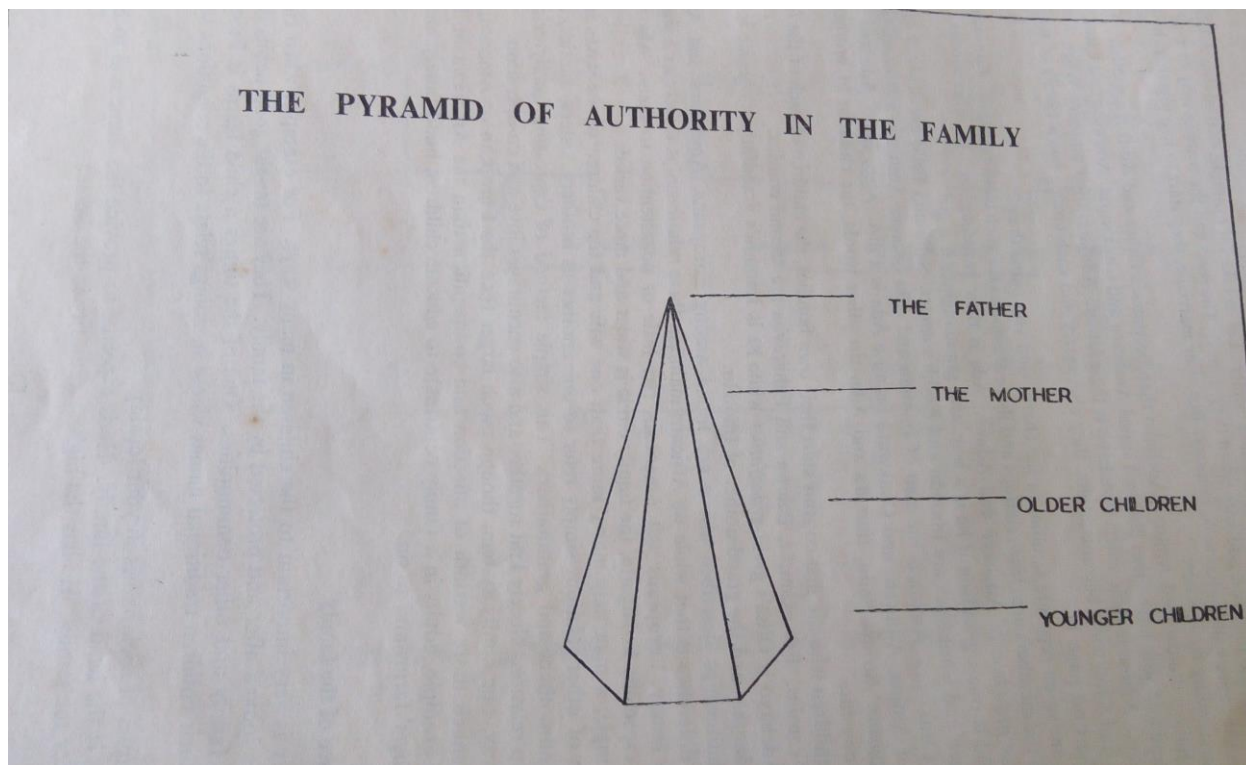 THE PYRAMID OF AUTHORITY IN THE FAMILY
THE FATHER
THE MOTHER
OLDER CHILDREN
YOUNGER CHILDREN